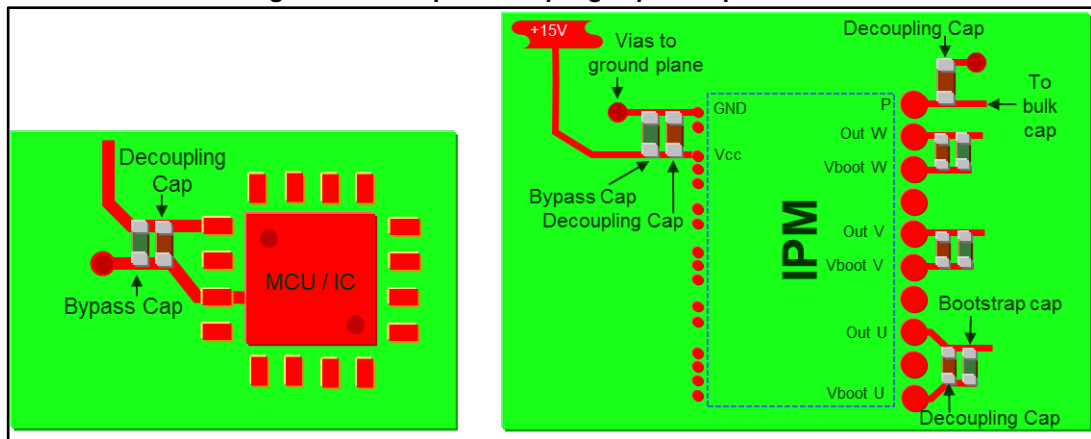 Decoupling
Cap
MCU / IC
Bypass Cap
+15V
Vias to
ground plane
Decoupling Cap
To
bulk
cap
GND
P
Out W
Vcc
Vboot W
Bypass Cap
Decoupling Cap
IPM
Out V
Vboot V
Bootstrap cap
Out U
Vboot U
Decoupling Cap